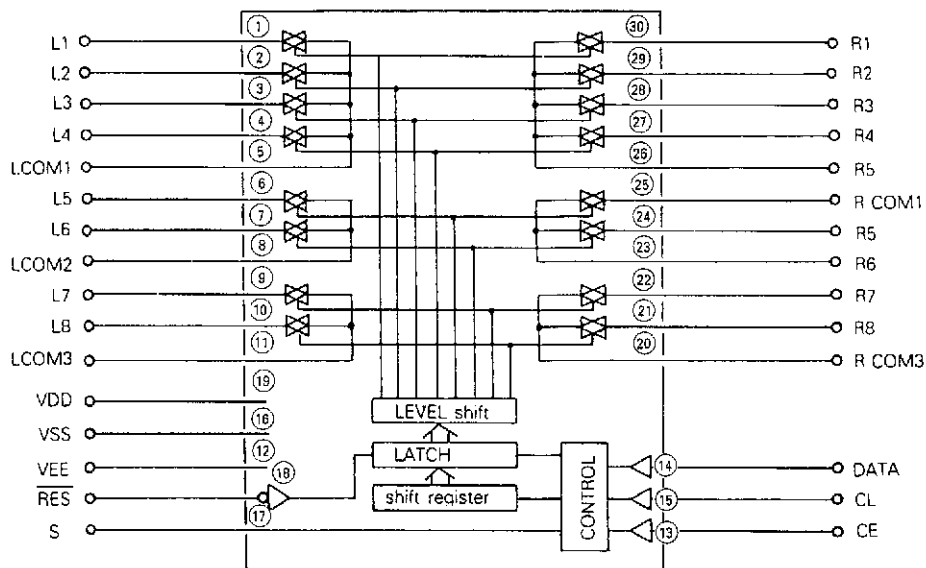 L1 ① ㉚ R1
② ㉙
L2 R2
③ ㉘
L3 R3
④ ㉗
L4 R4
⑤ ㉖
LCOM1 R5
⑥ ㉕
L5 R COM1
⑦ ㉔
L6 R5
⑧ ㉓
LCOM2 R6
⑨ ㉒
L7 R7
⑩ ㉑
L8 R8
⑪ ⑳
LCOM3 R COM3
⑲
VDD LEVEL shift
⑯
VSS
⑫ LATCH
VEE ⑱ CONTROL ⑭ DATA
RES shift register ⑮ CL
⑰
S ⑬ CE